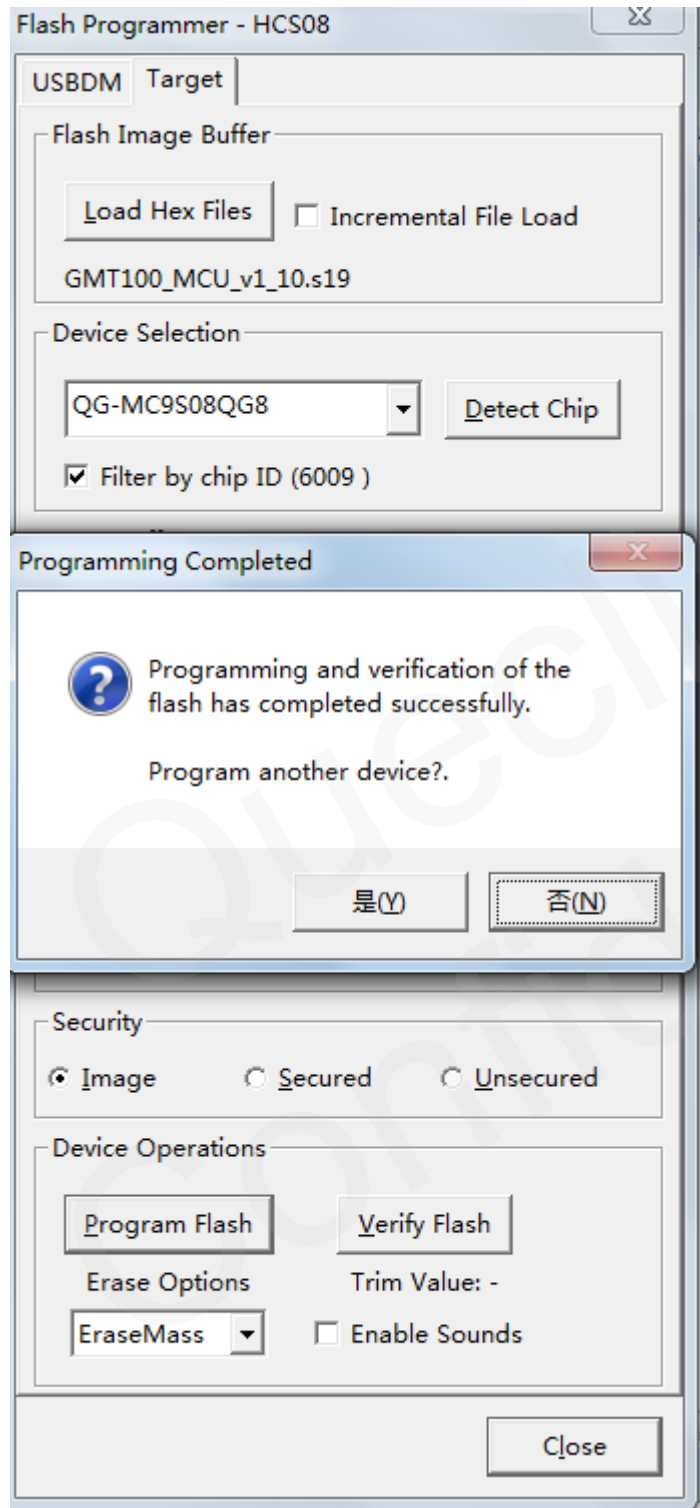 Flash Programmer - HCS08
USBDM Target
Flash Image Buffer
Load Hex Files Incremental File Load
GMT100_MCU_v1_10.s19
Device Selection
QG-MC9S08QG8 Detect Chip
Filter by chip ID (6009 )
Programming Completed
Programming and verification of the
flash has completed successfully.
Program another device?.
是(Y) 否(N)
Security
Image Secured Unsecured
Device Operations
Program Flash Verify Flash
Erase Options Trim Value: -
EraseMass Enable Sounds
Close